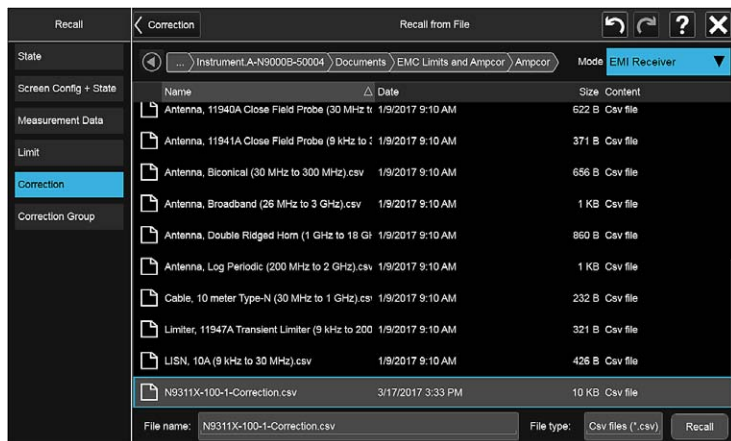 Recall
Correction
Recall from File
?
State
... Instrument.A-N9000B-50004 Documents EMC Limits and Ampcor Ampcor Mode EMI Receiver
Screen Config + State
Measurement Data
Limit
Correction
Correction Group
Name Date Size Content
Antenna, 11940A Close Field Probe (30 MHz to 1/9/2017 9:10 AM 622 B Csv file
Antenna, 11941A Close Field Probe (9 kHz to 1/9/2017 9:10 AM 371 B Csv file
Antenna, Biconical (30 MHz to 300 MHz).csv 1/9/2017 9:10 AM 656 B Csv file
Antenna, Broadband (26 MHz to 3 GHz).csv 1/9/2017 9:10 AM 1 KB Csv file
Antenna, Double Ridged Horn (1 GHz to 18 GH 1/9/2017 9:10 AM 860 B Csv file
Antenna, Log Periodic (200 MHz to 2 GHz).csv 1/9/2017 9:10 AM 1 KB Csv file
Cable, 10 meter Type-N (30 MHz to 1 GHz).csv 1/9/2017 9:10 AM 232 B Csv file
Limiter, 11947A Transient Limiter (9 kHz to 200 1/9/2017 9:10 AM 321 B Csv file
LISN, 10A (9 kHz to 30 MHz).csv 1/9/2017 9:10 AM 426 B Csv file
N9311X-100-1-Correction.csv 3/17/2017 3:33 PM 10 KB Csv file
File name: N9311X-100-1-Correction.csv File type: Csv files (*.csv) Recall